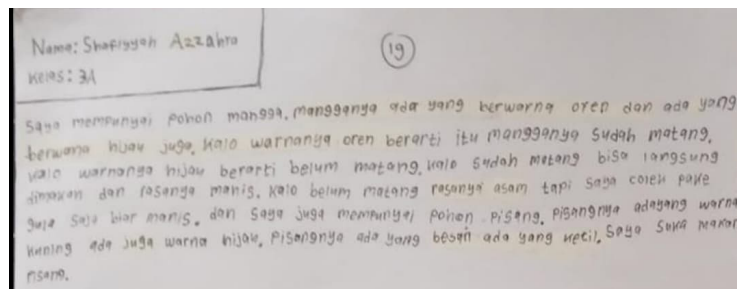 Nama: Shafiyyah Azzahra
Kelas: 3A
19
Saya mempunyai pohon mangga. mangganya ada yang berwarna oren dan ada yang
berwana hijau juga. Kalo warnanya oren berarti itu mangganya sudah matang.
Kalo warnanya hijau berarti belum matang. Kalo sudah matang bisa langsung
dimakan dan rasanya manis. Kalo belum matang rasanya asam tapi saya colek pake
gula saja biar manis. dan saya juga mempunyai pohon pisang. pisangnya adayang warna
kuning ada juga warna hijau. Pisangnya ada yang besar ada yang kecil. Saya suka makan
pisang.